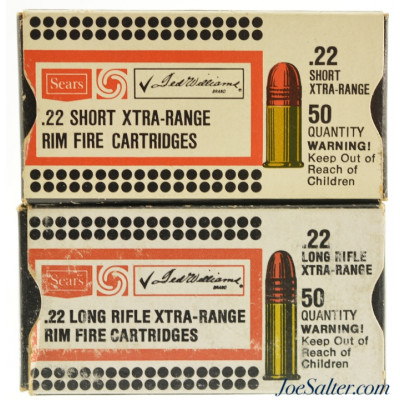 Sears
Ted Williams
BRAND
.22 SHORT XTRA-RANGE
RIM FIRE CARTRIDGES
.22
SHORT
XTRA-RANGE
50
QUANTITY
WARNING!
Keep Out of
Reach of
Children
Sears
Ted Williams
BRAND
.22 LONG RIFLE XTRA-RANGE
RIM FIRE CARTRIDGES
.22
LONG RIFLE
XTRA-RANGE
50
QUANTITY
WARNING!
Keep Out of
Reach of
Children
JoeSalter.com